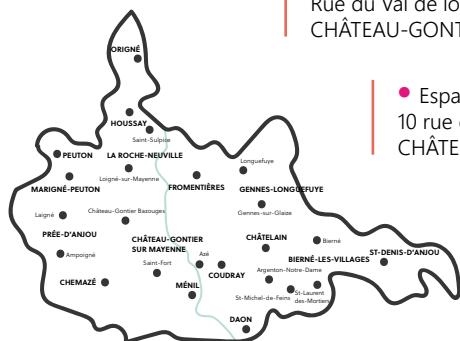 Rue du Val de
CHÂTEAU-GONT
• Espa
10 rue
CHÂTE
ORIGNÉ
HOUSSAY
Saint-Sulpice
PEUTON
LA ROCHE-NEUVILLE
Longuefuye
Loigné-sur-Mayenne
MARIGNÉ-PEUTON
FROMENTIÈRES
GENNES-LONGUEFUYE
Laigné
Château-Gontier Bazouges
Gennes-sur-Glaize
PRÉE-D'ANJOU
CHÂTEAU-GONTIER
SUR MAYENNE
CHÂTELAIN
Bierné
Ampoigné
Saint-Fort
Azé
BIERNÉ-LES-VILLAGES
ST-DENIS-D'ANJOU
COUDRAY
Argenton-Notre-Dame
CHEMAZÉ
MÉNIL
St-Michel-de-Feins
St-Laurent
des-Mortiers
DAON